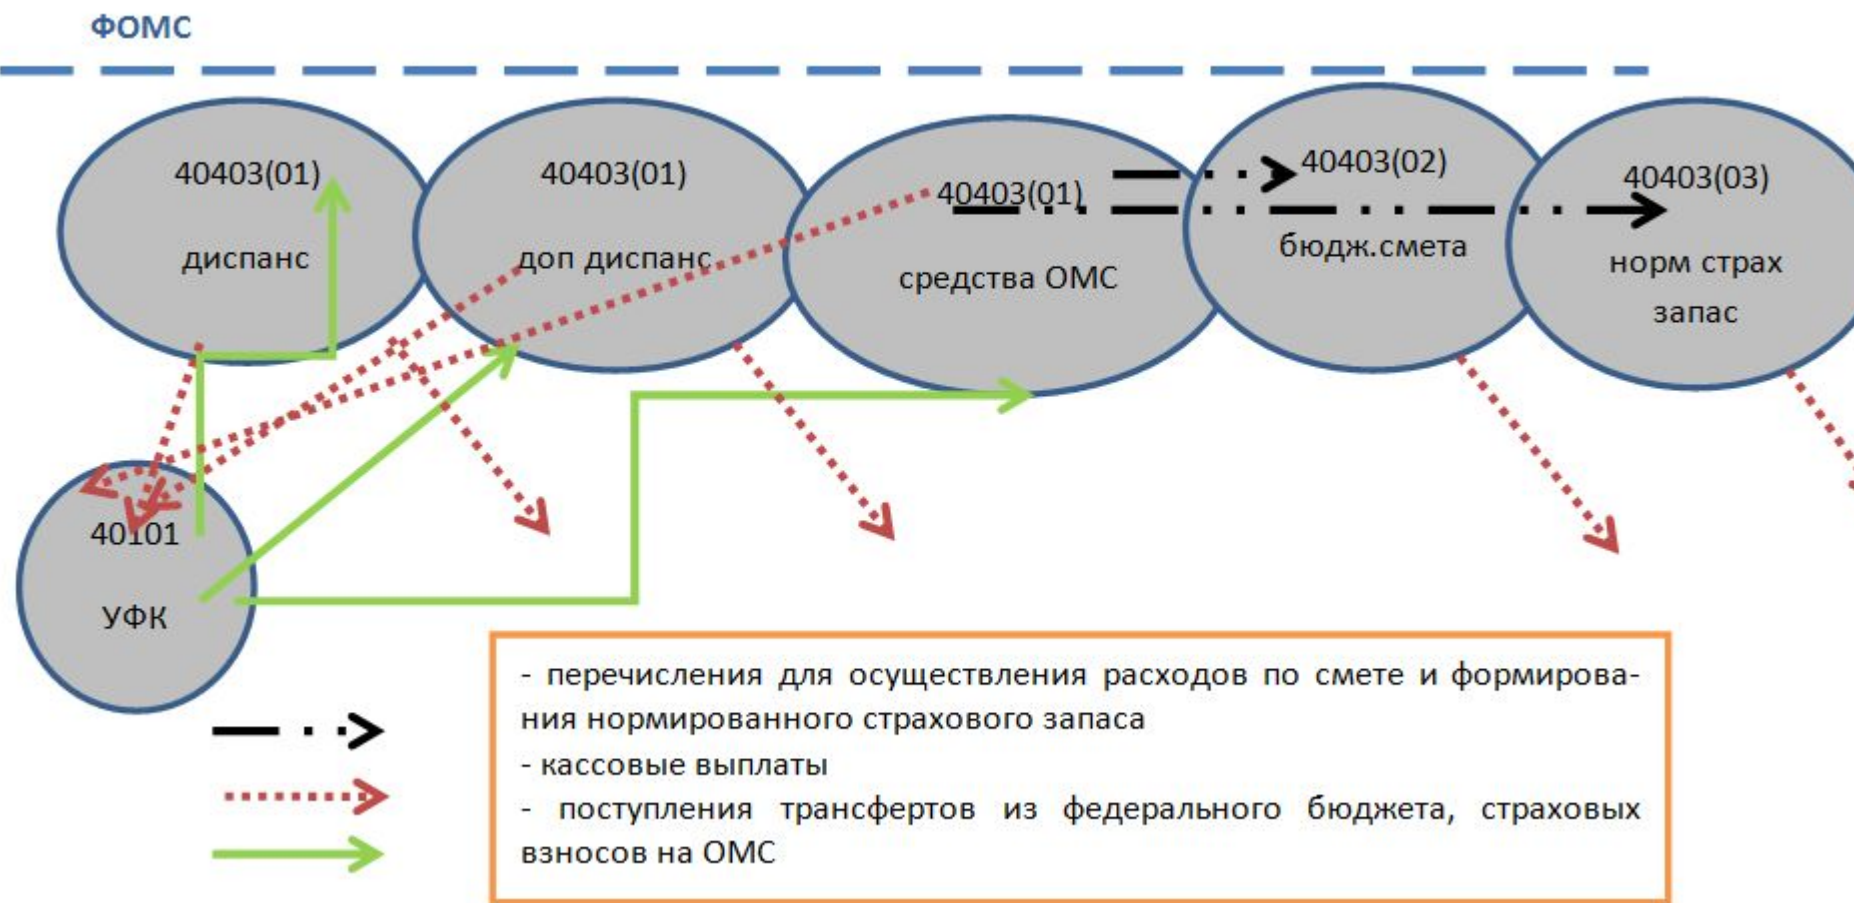 ФОМС
40403(01)
диспанс
40403(01)
доп диспанс
40403(01)
средства ОМС
40403(02)
бюдж.смета
40403(03)
норм страх
запас
40101
УФК
- перечисления для осуществления расходов по смете и формирова-
ния нормированного страхового запаса
- кассовые выплаты
- поступления трансфертов из федерального бюджета, страховых
взносов на ОМС